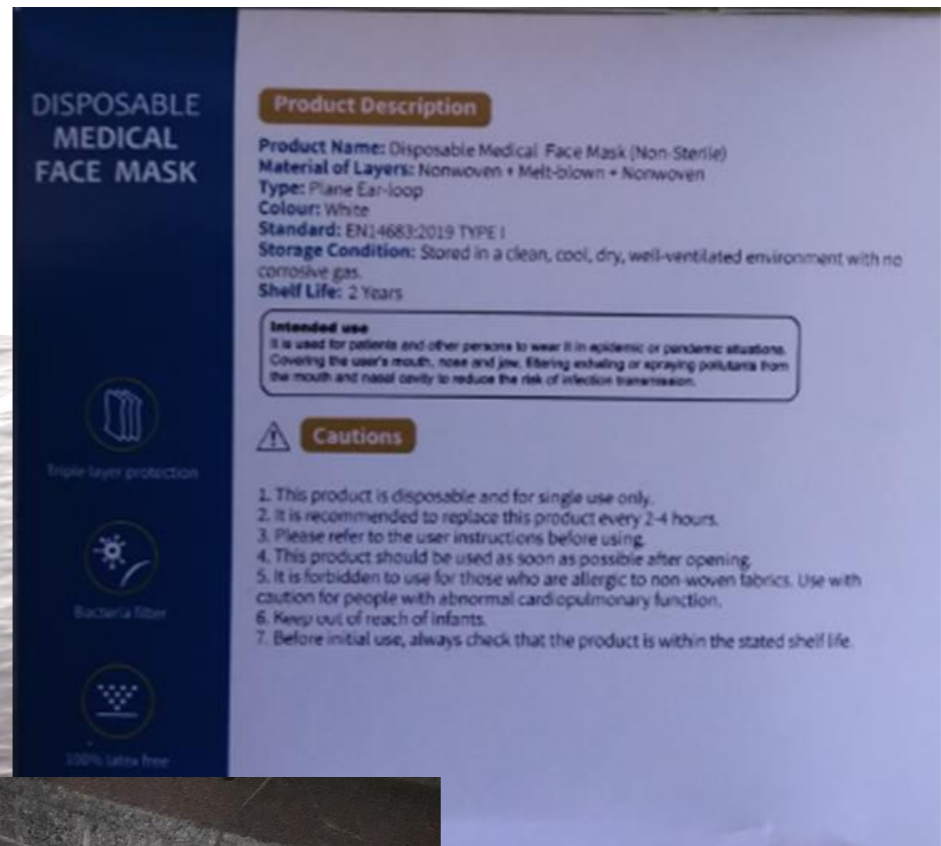 DISPOSABLE
MEDICAL
FACE MASK
Triple layer protection
Bacteria filter
100% latex free
Product Description
Product Name: Disposable Medical Face Mask (Non-Sterile)
Material of Layers: Nonwoven + Melt-blown + Nonwoven
Type: Plane Ear-loop
Colour: White
Standard: EN14683:2019 TYPE I
Storage Condition: Stored in a clean, cool, dry, well-ventilated environment with no
corrosive gas.
Shelf Life: 2 Years
Intended use
It is used for patients and other persons to wear it in epidemic or pandemic situations.
Covering the user's mouth, nose and jaw, filtering exhaling or spraying pollutants from
the mouth and nasal cavity to reduce the risk of infection transmission.
Cautions
1. This product is disposable and for single use only.
2. It is recommended to replace this product every 2-4 hours.
3. Please refer to the user instructions before using.
4. This product should be used as soon as possible after opening.
5. It is forbidden to use for those who are allergic to non-woven fabrics. Use with
caution for people with abnormal cardiopulmonary function.
6. Keep out of reach of infants.
7. Before initial use, always check that the product is within the stated shelf life.